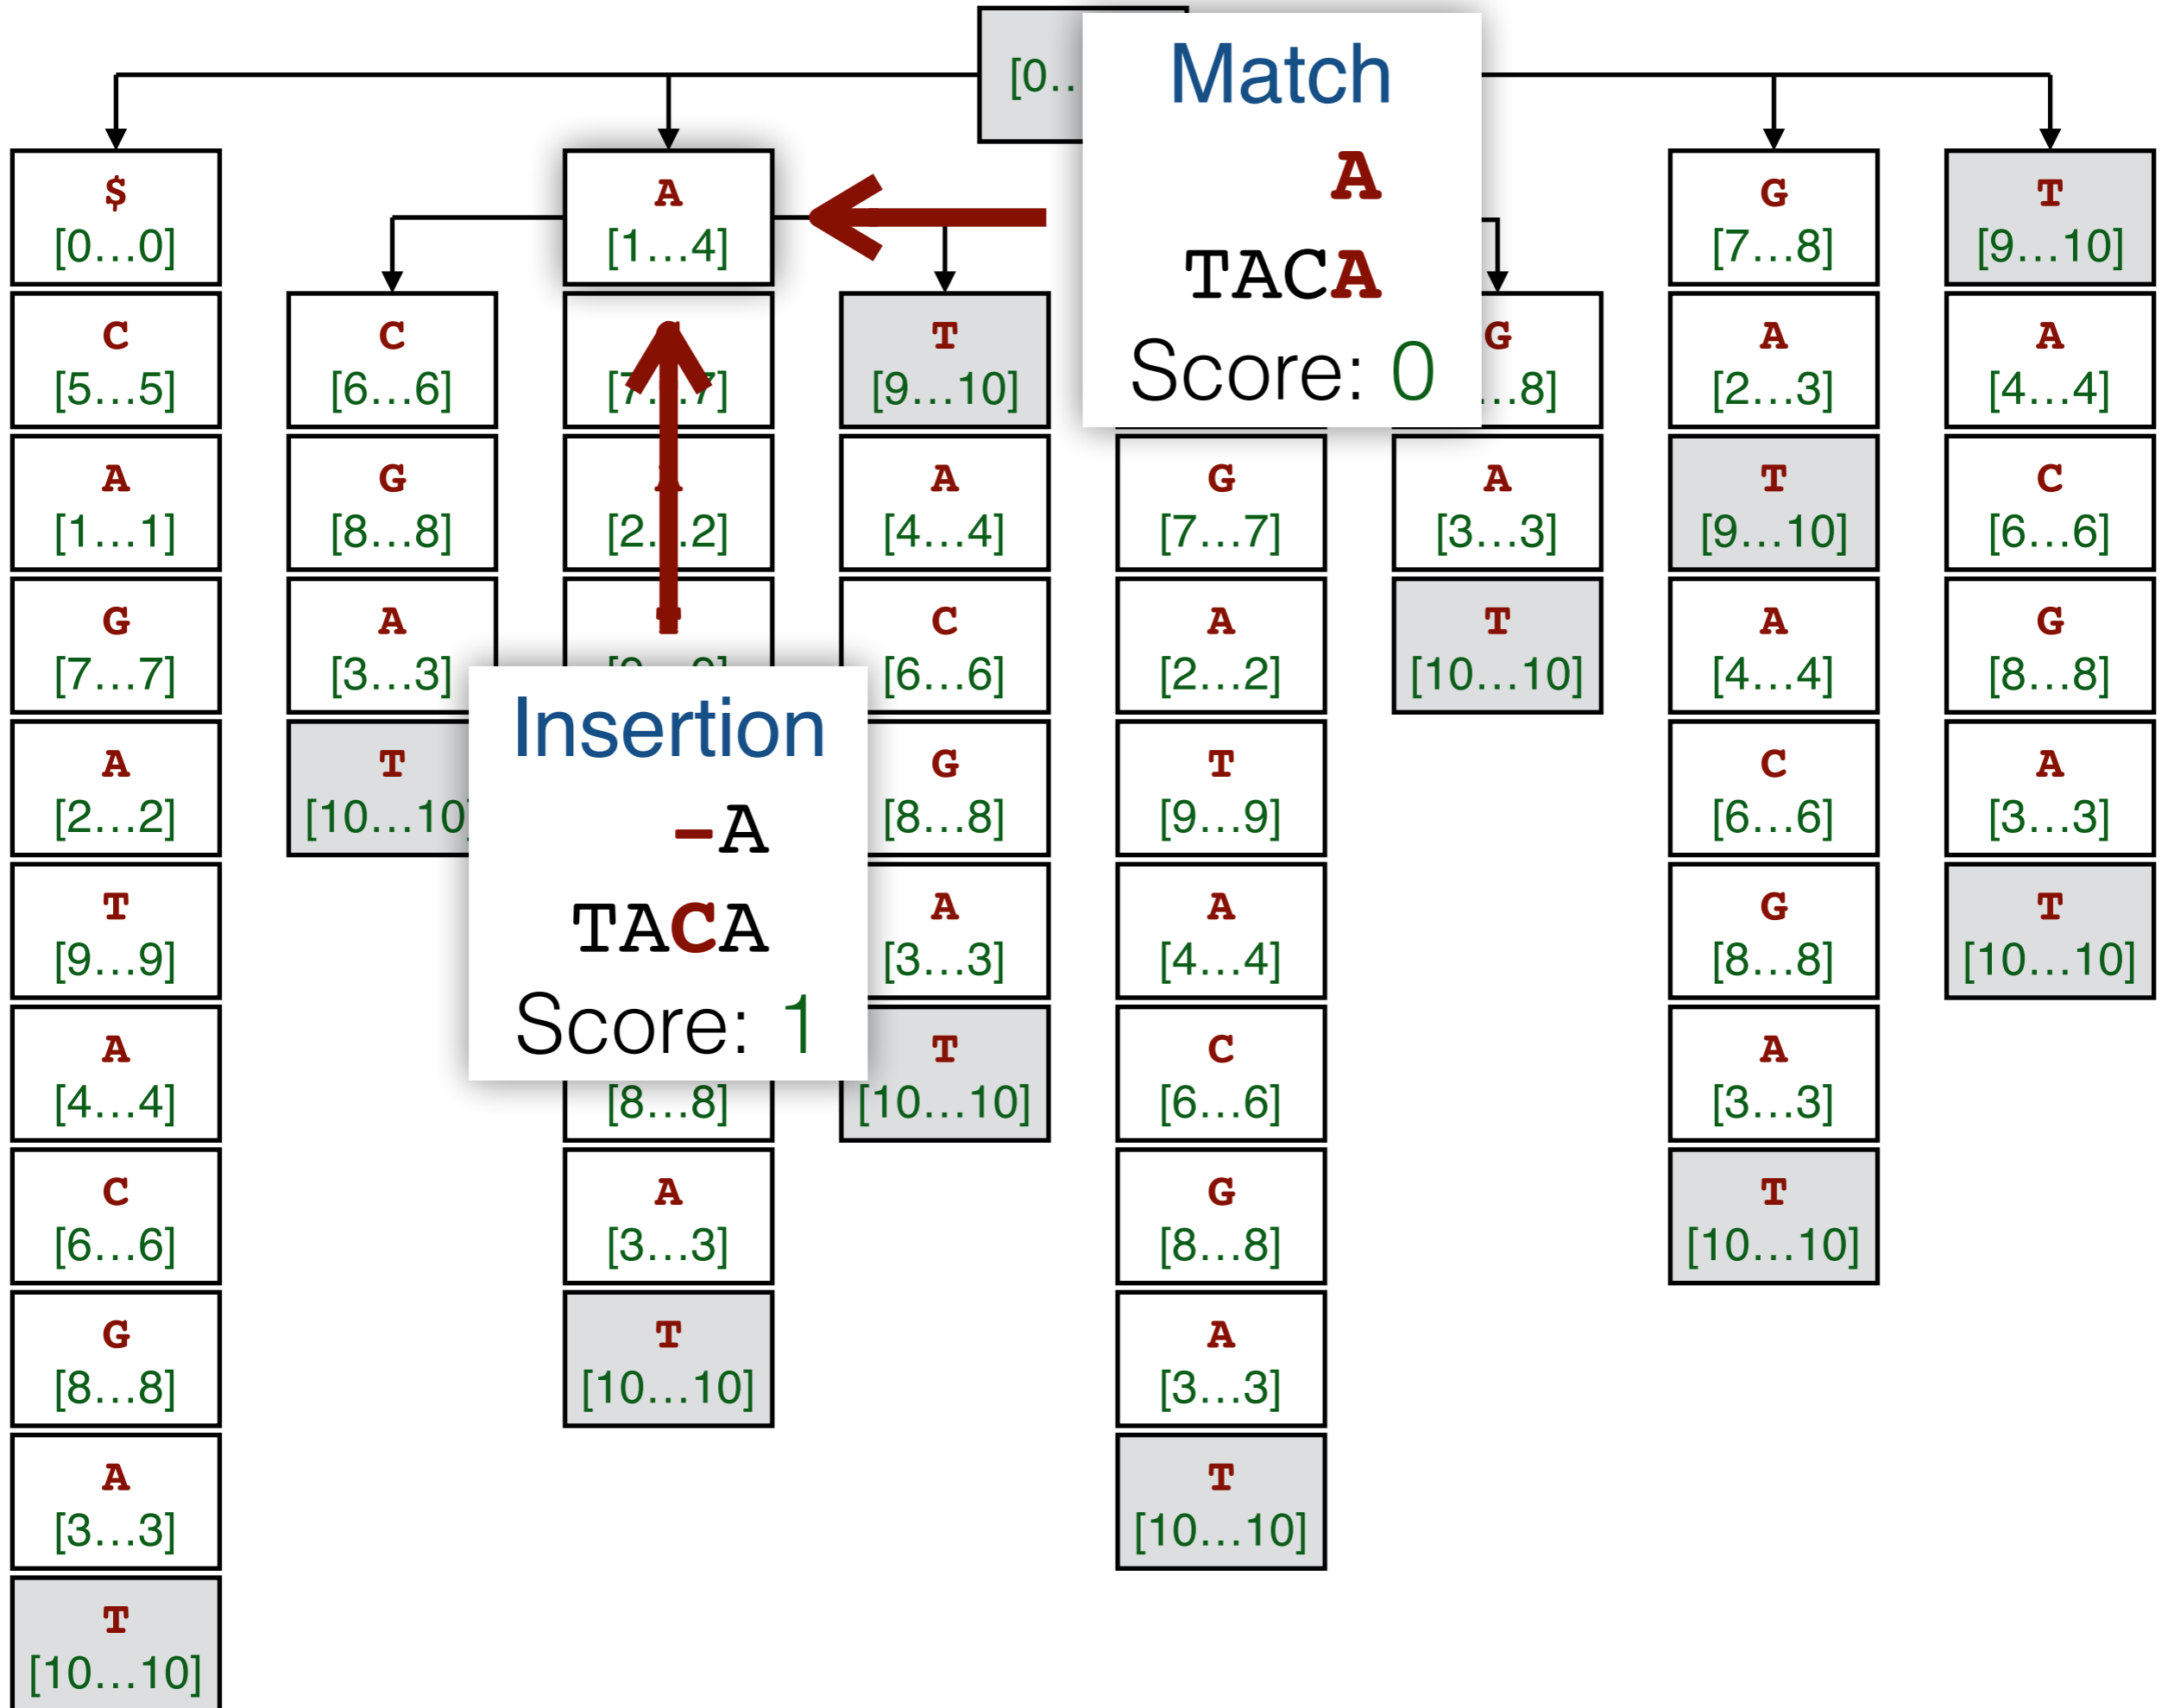 [0..
Match
A
TACA
Score: 0
$
[0...0]
A
[1...4]
G
[7...8]
T
[9...10]
C
[5...5]
C
[6...6]
T
[9...10]
G
...8]
A
[2...3]
A
[4...4]
A
[1...1]
G
[8...8]
A
[4...4]
G
[7...7]
A
[3...3]
T
[9...10]
C
[6...6]
G
[7...7]
A
[3...3]
C
[6...6]
A
[2...2]
T
[10...10]
A
[4...4]
G
[8...8]
Insertion
-A
TACA
Score: 1
A
[2...2]
T
[10...10
G
[8...8]
T
[9...9]
C
[6...6]
A
[3...3]
T
[9...9]
A
[3...3]
A
[4...4]
G
[8...8]
T
[10...10]
A
[4...4]
[8...8]
T
[10...10]
C
[6...6]
A
[3...3]
C
[6...6]
A
[3...3]
G
[8...8]
T
[10...10]
G
[8...8]
T
[10...10]
A
[3...3]
A
[3...3]
T
[10...10]
T
[10...10]